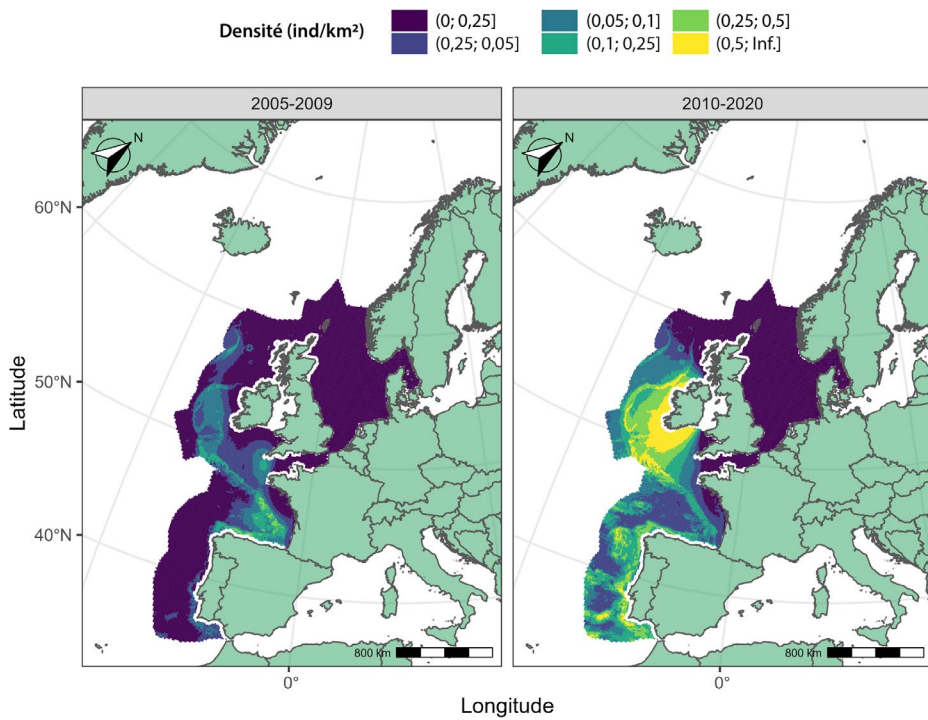 Densité (ind/km²)
(0; 0,25] (0,05; 0,1] (0,25; 0,5]
(0,25; 0,05] (0,1; 0,25] (0,5; Inf.]
2005-2009 2010-2020
N N
60°N
50°N
40°N
Latitude
800 km 800 km
0° 0°
Longitude